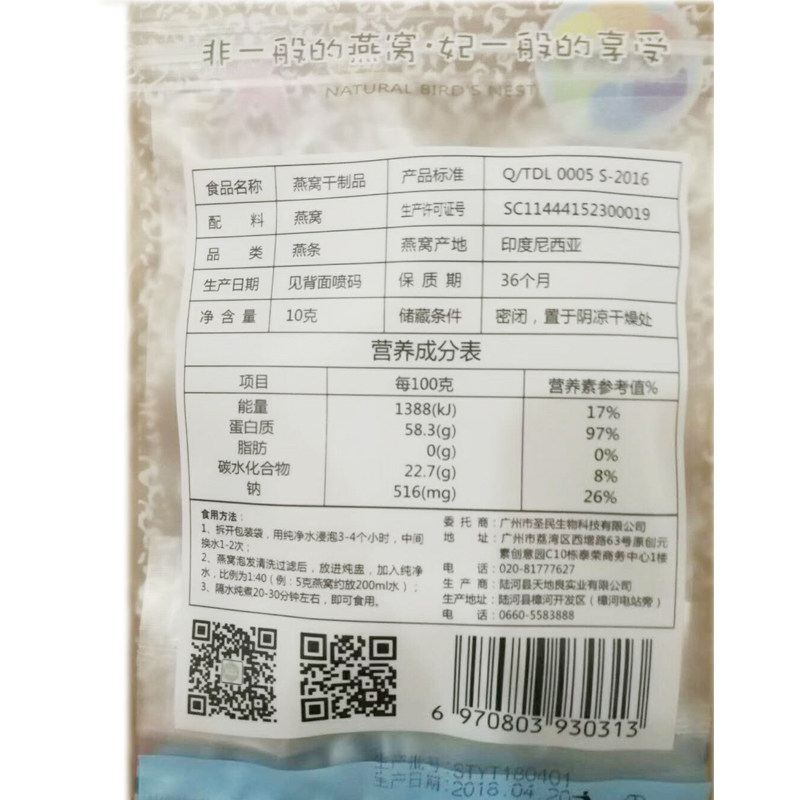 非一般的燕窝·妃一般的享受
NATURAL BIRD'S NEST
食品名称 燕窝干制品 产品标准 Q/TDL 0005 S-2016
配 料 燕窝 生产许可证号 SC11444152300019
品 类 燕条 燕窝产地 印度尼西亚
生产日期 见背面喷码 保 质 期 36个月
净 含 量 10克 储藏条件 密闭，置于阴凉干燥处
营养成分表
项目 每100克 营养素参考值%
能量 1388(kJ) 17%
蛋白质 58.3(g) 97%
脂肪 0(g) 0%
碳水化合物 22.7(g) 8%
钠 516(mg) 26%
食用方法：
1、拆开包装袋，用纯净水浸泡3-4个小时，中间
换水1-2次；
2、燕窝泡发清洗过滤后，放进炖盅，加入纯净
水，比例为1:40（例：5克燕窝约放200ml水）；
3、隔水炖煮20-30分钟左右，即可食用。
委 托 商：广州市圣民生物科技有限公司
地 址：广州市荔湾区西增路63号原创元
素创意园C10栋泰荣商务中心1楼
电 话：020-81777627
生 产 商：陆河县天地良实业有限公司
生产地址：陆河县樟河开发区（樟河电站旁）
电 话：0660-5583888
6 970803 930313
生产批号：STYT180401
生产日期：2018.04.20